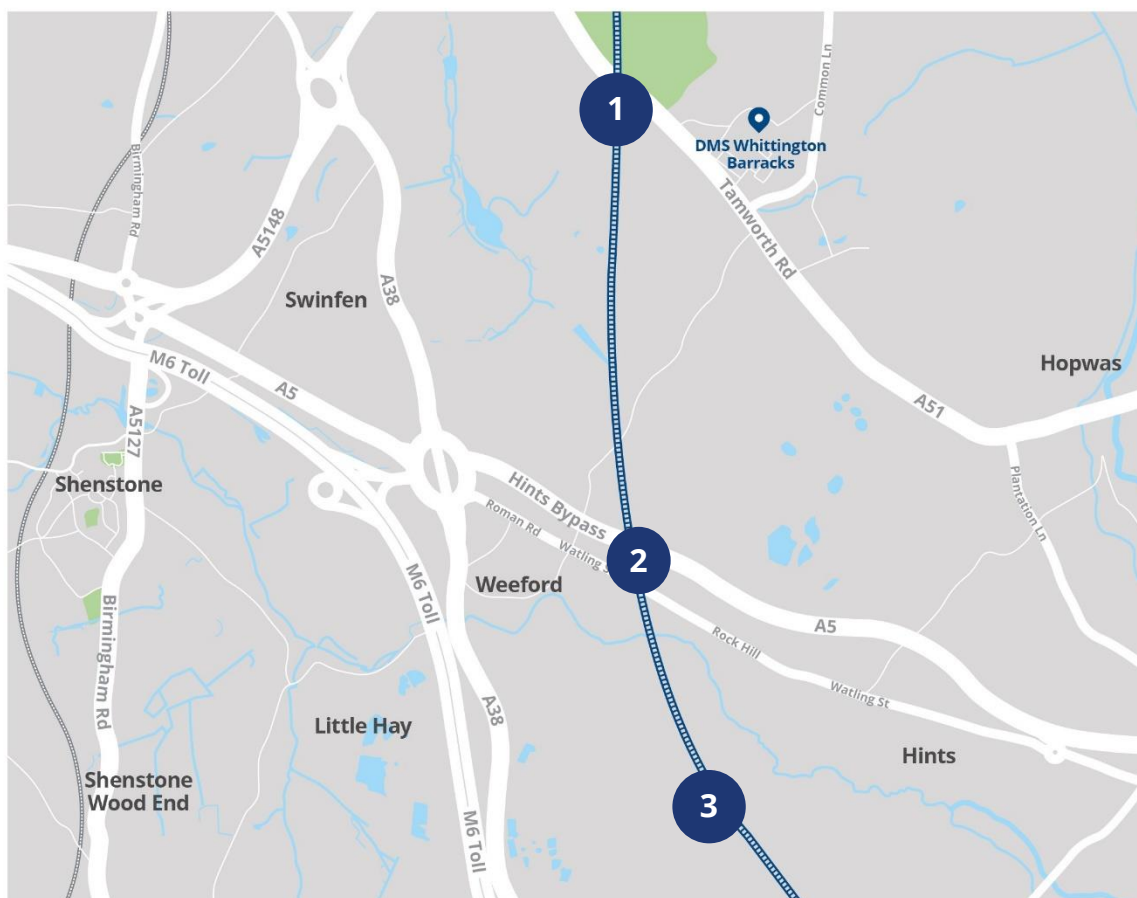 1
Common Ln
DMS Whittington
Barracks
Birmingham Rd
Tamworth Rd
A5148
A38
Swinfen
M6 Toll
A5
Hopwas
A51
A5127
Shenstone
Hints Bypass
Plantation Ln
Roman Rd
Watling S
2
M6 Toll
Weeford
A5
Birmingham Rd
Rock Hill
Watling St
A38
Little Hay
Hints
Shenstone
Wood End
3
M6 Toll